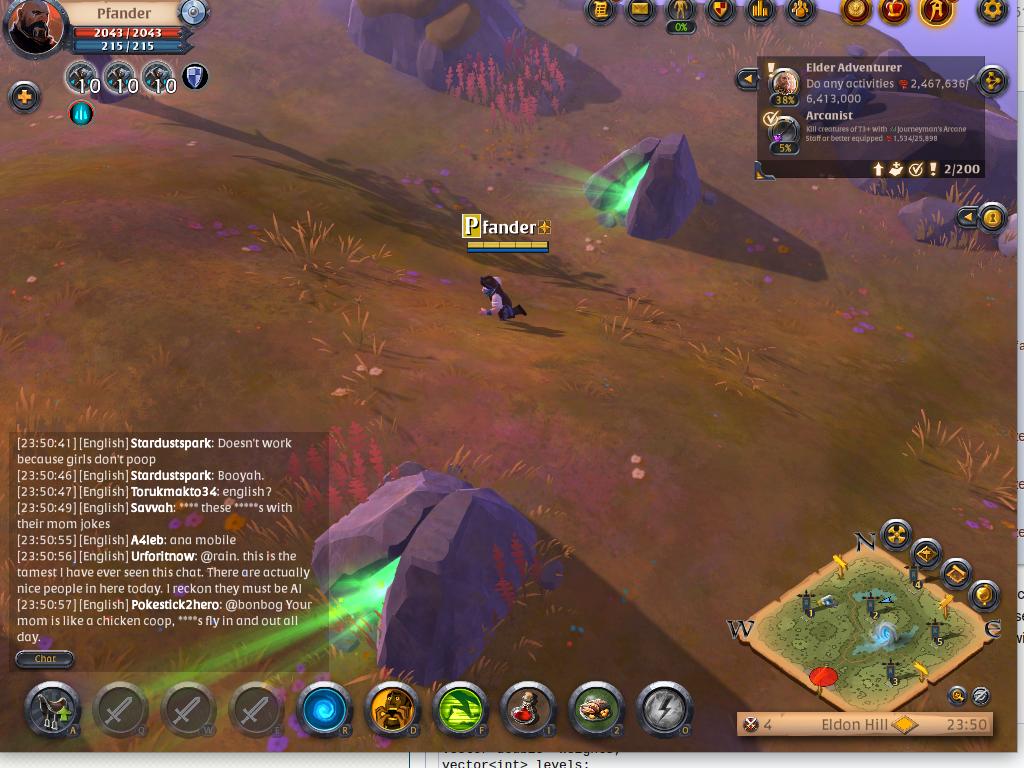 Pfander
2043/2043
215/215
10
10
10
0%
Elder Adventurer
Do any activities 2,467,636/
6,413,000
38%
Arcanist
Kill creatures of T3+ with Journeyman's Arcane
Staff or better equipped 1,534/25,898
5%
2/200
Pfander
[23:50:41] [English] Stardustspark: Doesn't work
because girls don't poop
[23:50:46] [English] Stardustspark: Booyah.
[23:50:47] [English] Torukmakto34: english?
[23:50:49] [English] Savvah: **** these *****s with
their mom jokes
[23:50:55] [English] A4leb: ana mobile
[23:50:56] [English] Urforitnow: @rain. this is the
tamest I have ever seen this chat. There are actually
nice people in here today. I reckon they must be AI
[23:50:57] [English] Pokestick2hero: @bonbog Your
mom is like a chicken coop, ****s fly in and out all
day.
Chat
A
Q
W
E
R
D
F
1
2
O
N
W
E
1
2
3
4
5
4 Eldon Hill 23:50
vector<int> levels;